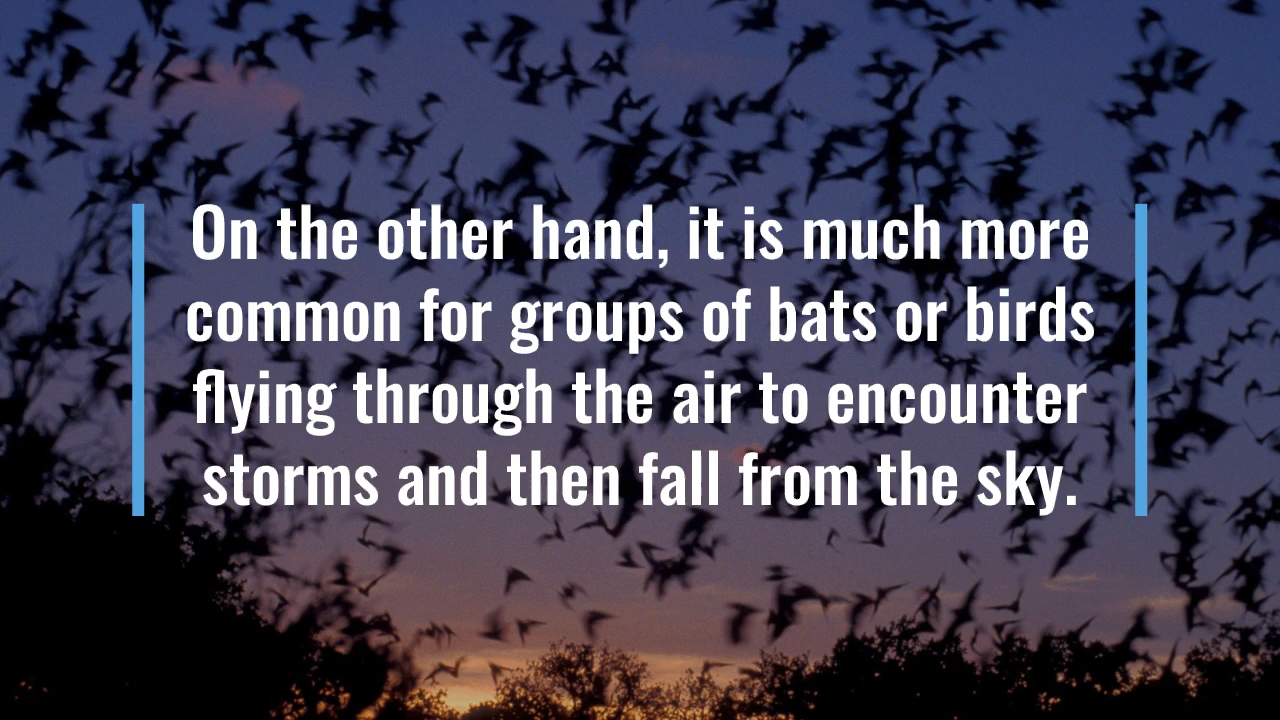 On the other hand, it is much more
common for groups of bats or birds
flying through the air to encounter
storms and then fall from the sky.